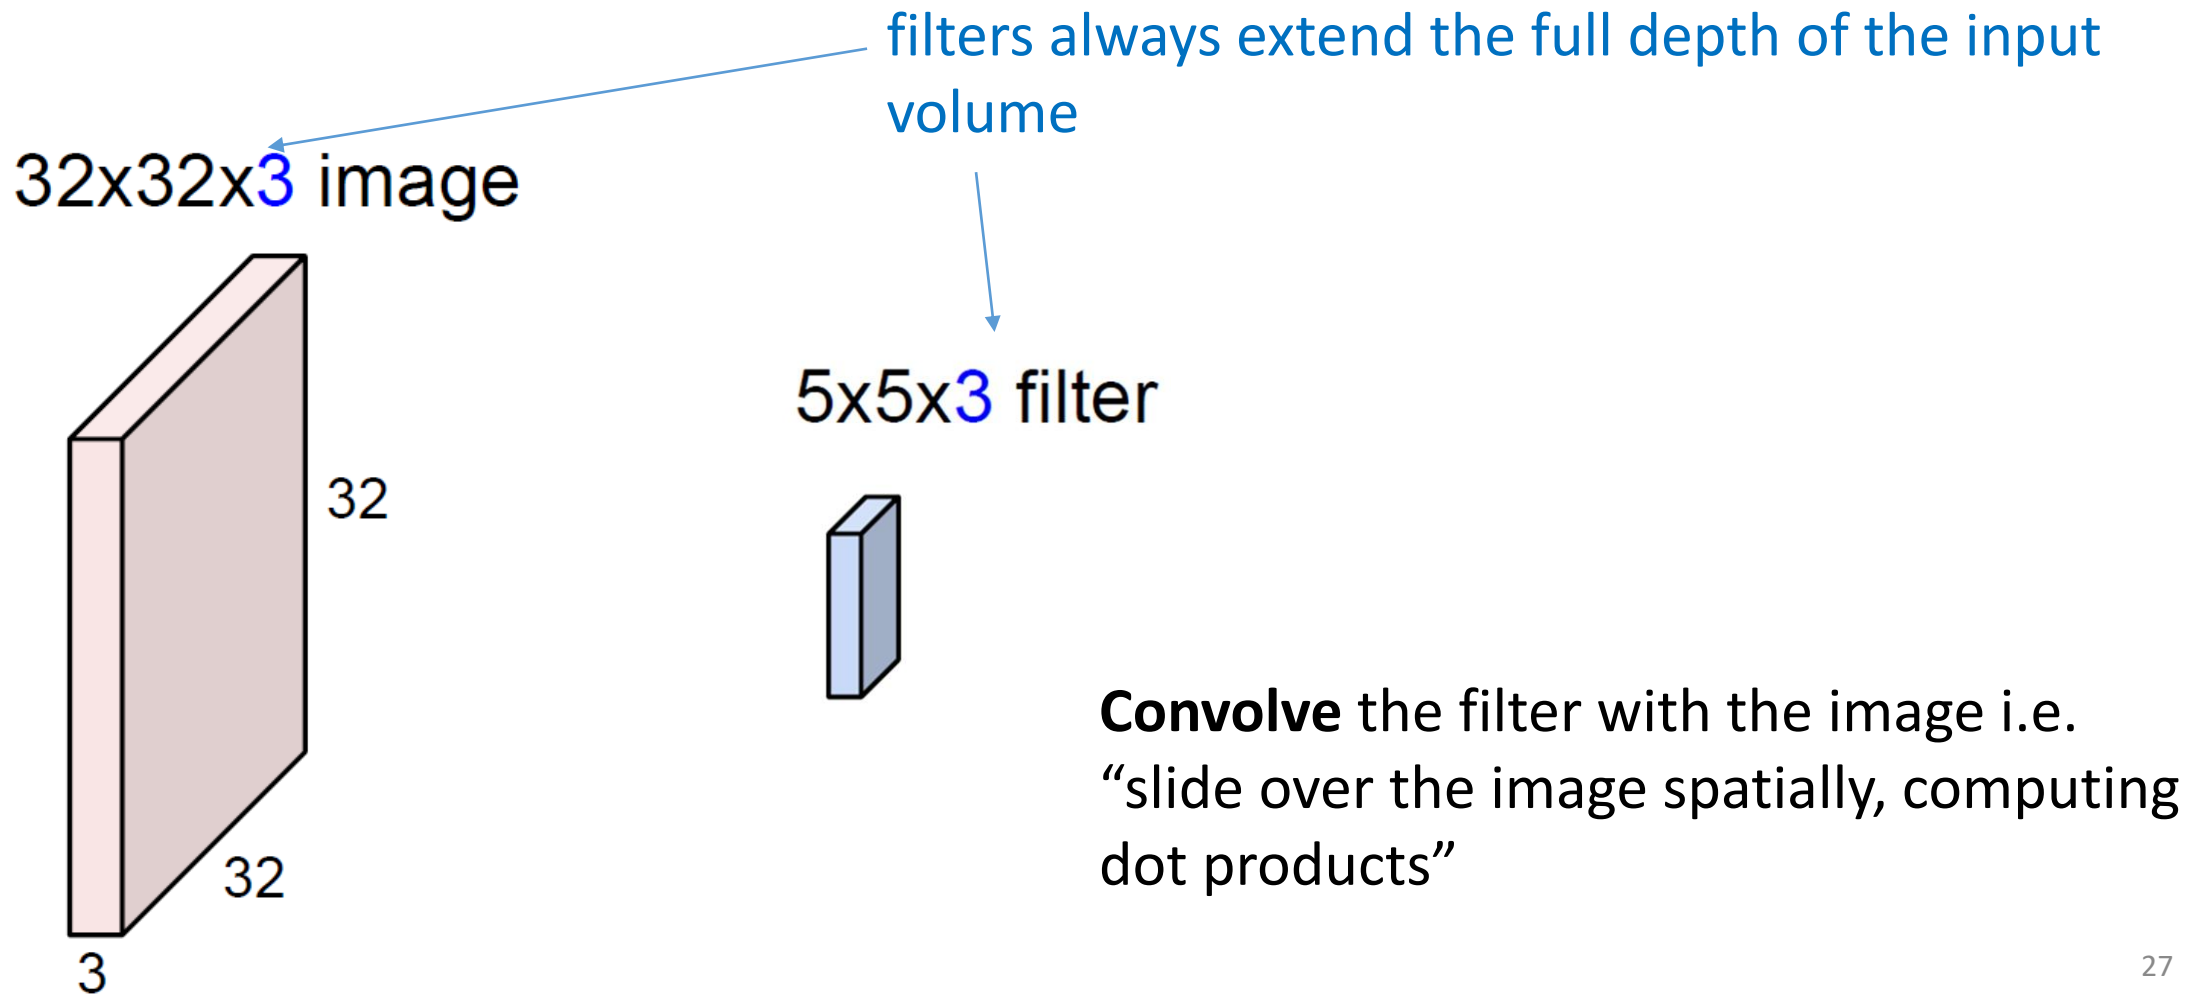 filters always extend the full depth of the input
volume
32x32x3 image
32
32
3
5x5x3 filter
Convolve the filter with the image i.e.
“slide over the image spatially, computing
dot products”
27